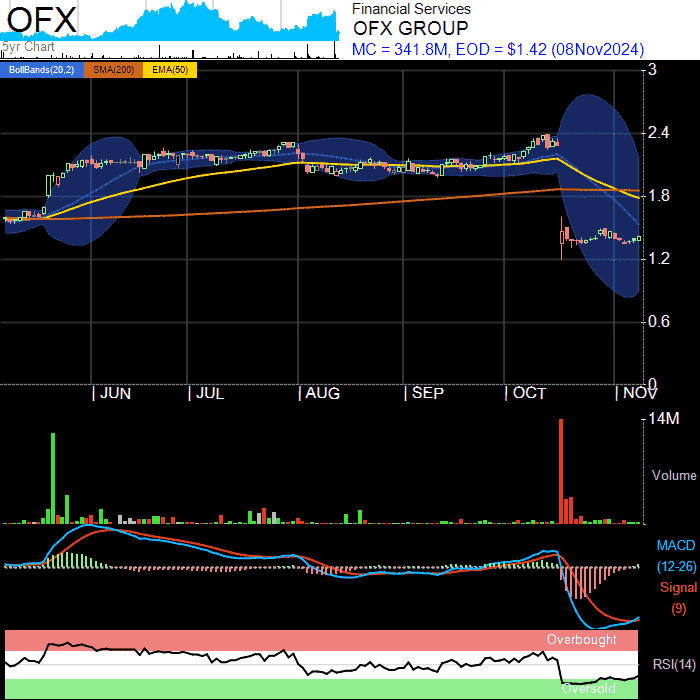 OFX
Financial Services
OFX GROUP
5yr Chart
MC = 341.8M, EOD = $1.42 (08Nov2024)
BollBands(20,2) SMA(200) EMA(50)
3
2.4
1.8
1.2
0.6
0
| JUN | JUL | AUG | SEP | OCT | NOV
14M
Volume
MACD
(12-26)
Signal
(9)
Overbought
RSI(14)
Oversold